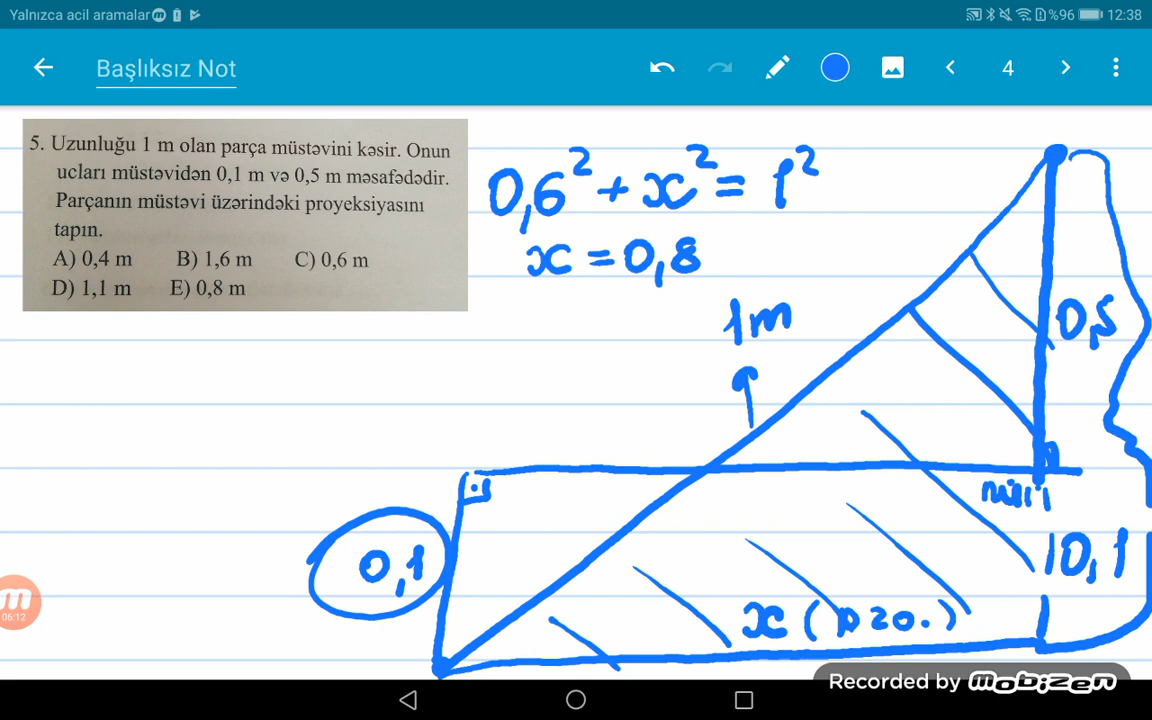 Yalnızca acil aramalar
%96
12:38
Başlıksız Not
4
5. Uzunluğu 1 m olan parça müstəvini kəsir. Onun
ucları müstəvidən 0,1 m və 0,5 m məsafədədir.
Parçanın müstəvi üzərindəki proyeksiyasını
tapın.
A) 0,4 m B) 1,6 m C) 0,6 m
D) 1,1 m E) 0,8 m
0,6² + x² = 1²
x = 0,8
1m
0,5
0,1
0,1
x (
06:12
Recorded by mobizen